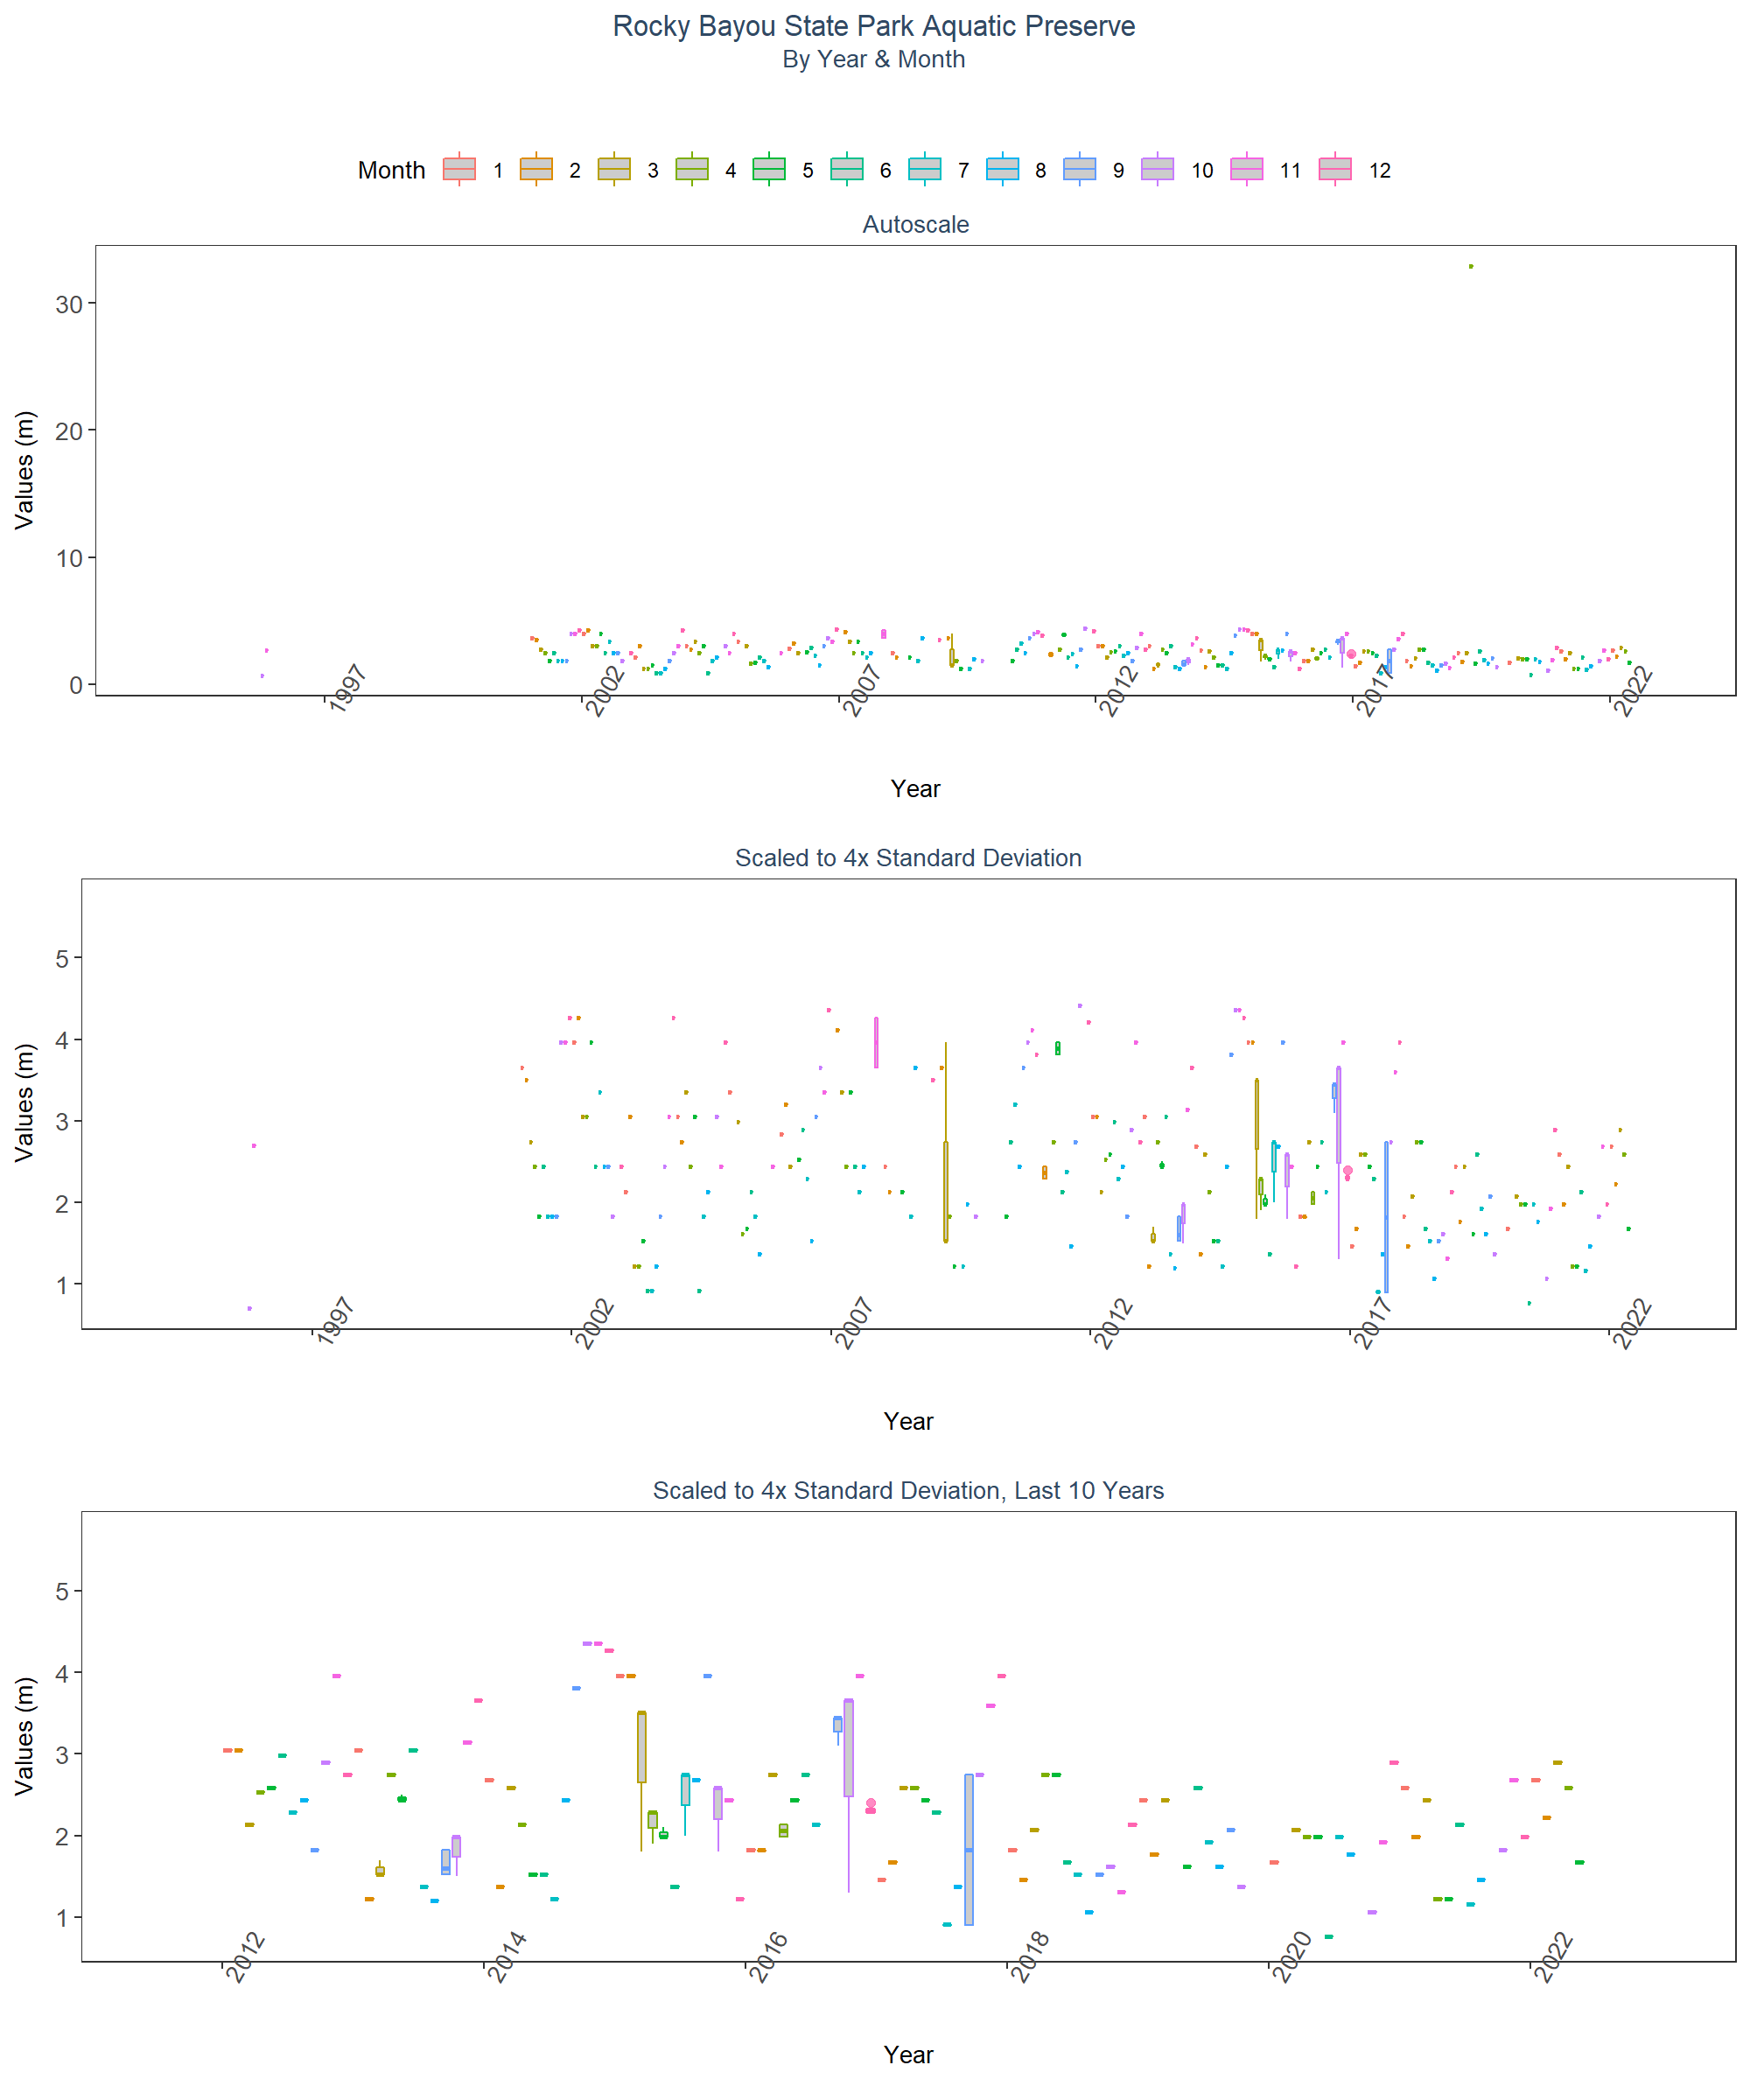 Rocky Bayou State Park Aquatic Preserve
By Year & Month
Month 1 2 3 4 5 6 7 8 9 10 11 12
Autoscale
Values (m)
30
20
10
0
1997 2002 2007 2012 2017 2022
Year
Scaled to 4x Standard Deviation
Values (m)
5
4
3
2
1
1997 2002 2007 2012 2017 2022
Year
Scaled to 4x Standard Deviation, Last 10 Years
Values (m)
5
4
3
2
1
2012 2014 2016 2018 2020 2022
Year